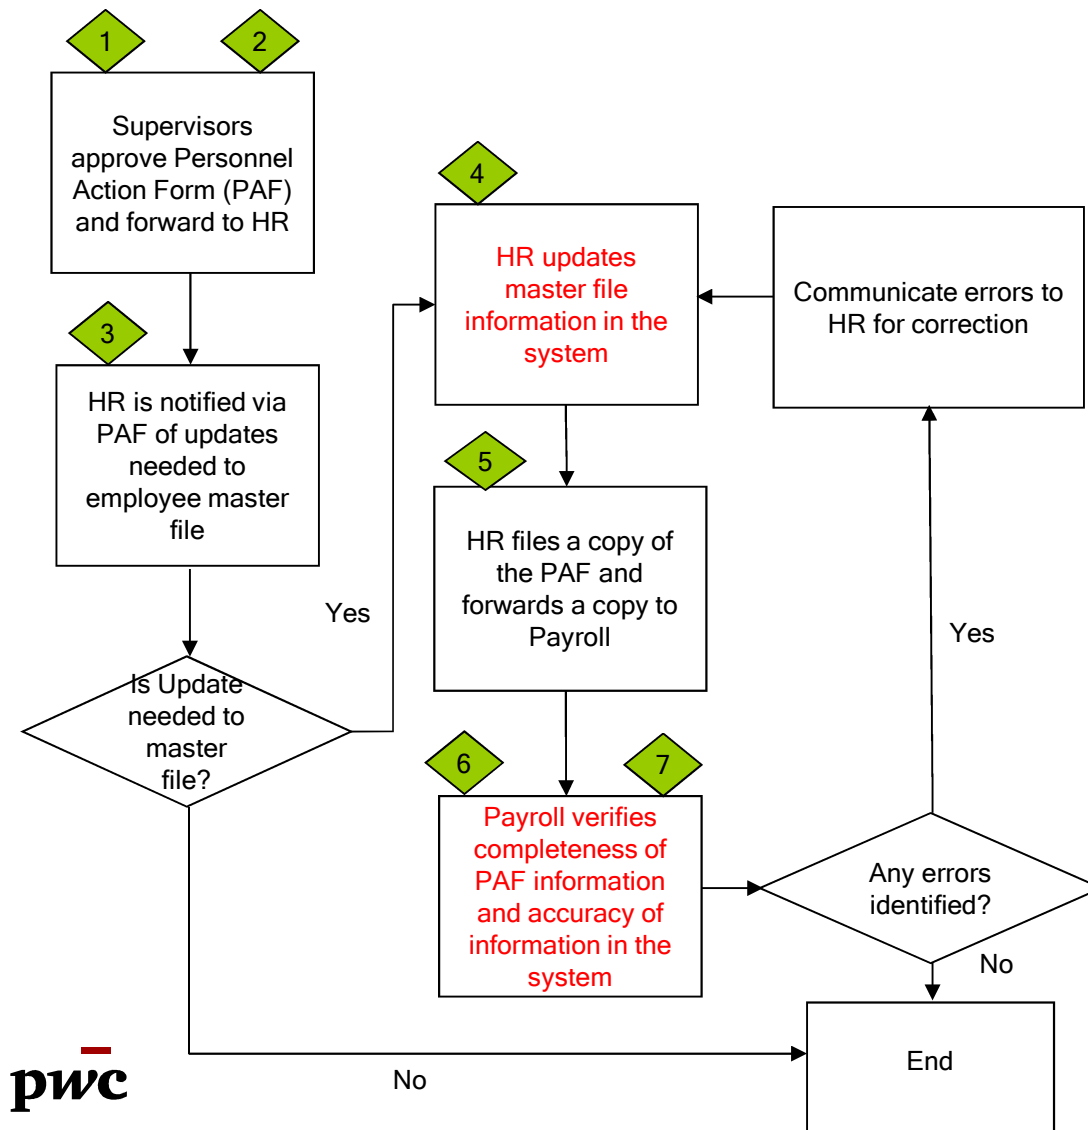 1
2
Supervisors
approve Personnel
Action Form (PAF)
and forward to HR
3
HR is notified via
PAF of updates
needed to
employee master
file
Is Update
needed to
master
file?
Yes
No
4
HR updates
master file
information in the
system
5
HR files a copy of
the PAF and
forwards a copy to
Payroll
6
7
Payroll verifies
completeness of
PAF information
and accuracy of
information in the
system
Any errors
identified?
Yes
Communicate errors to
HR for correction
No
End
pwc